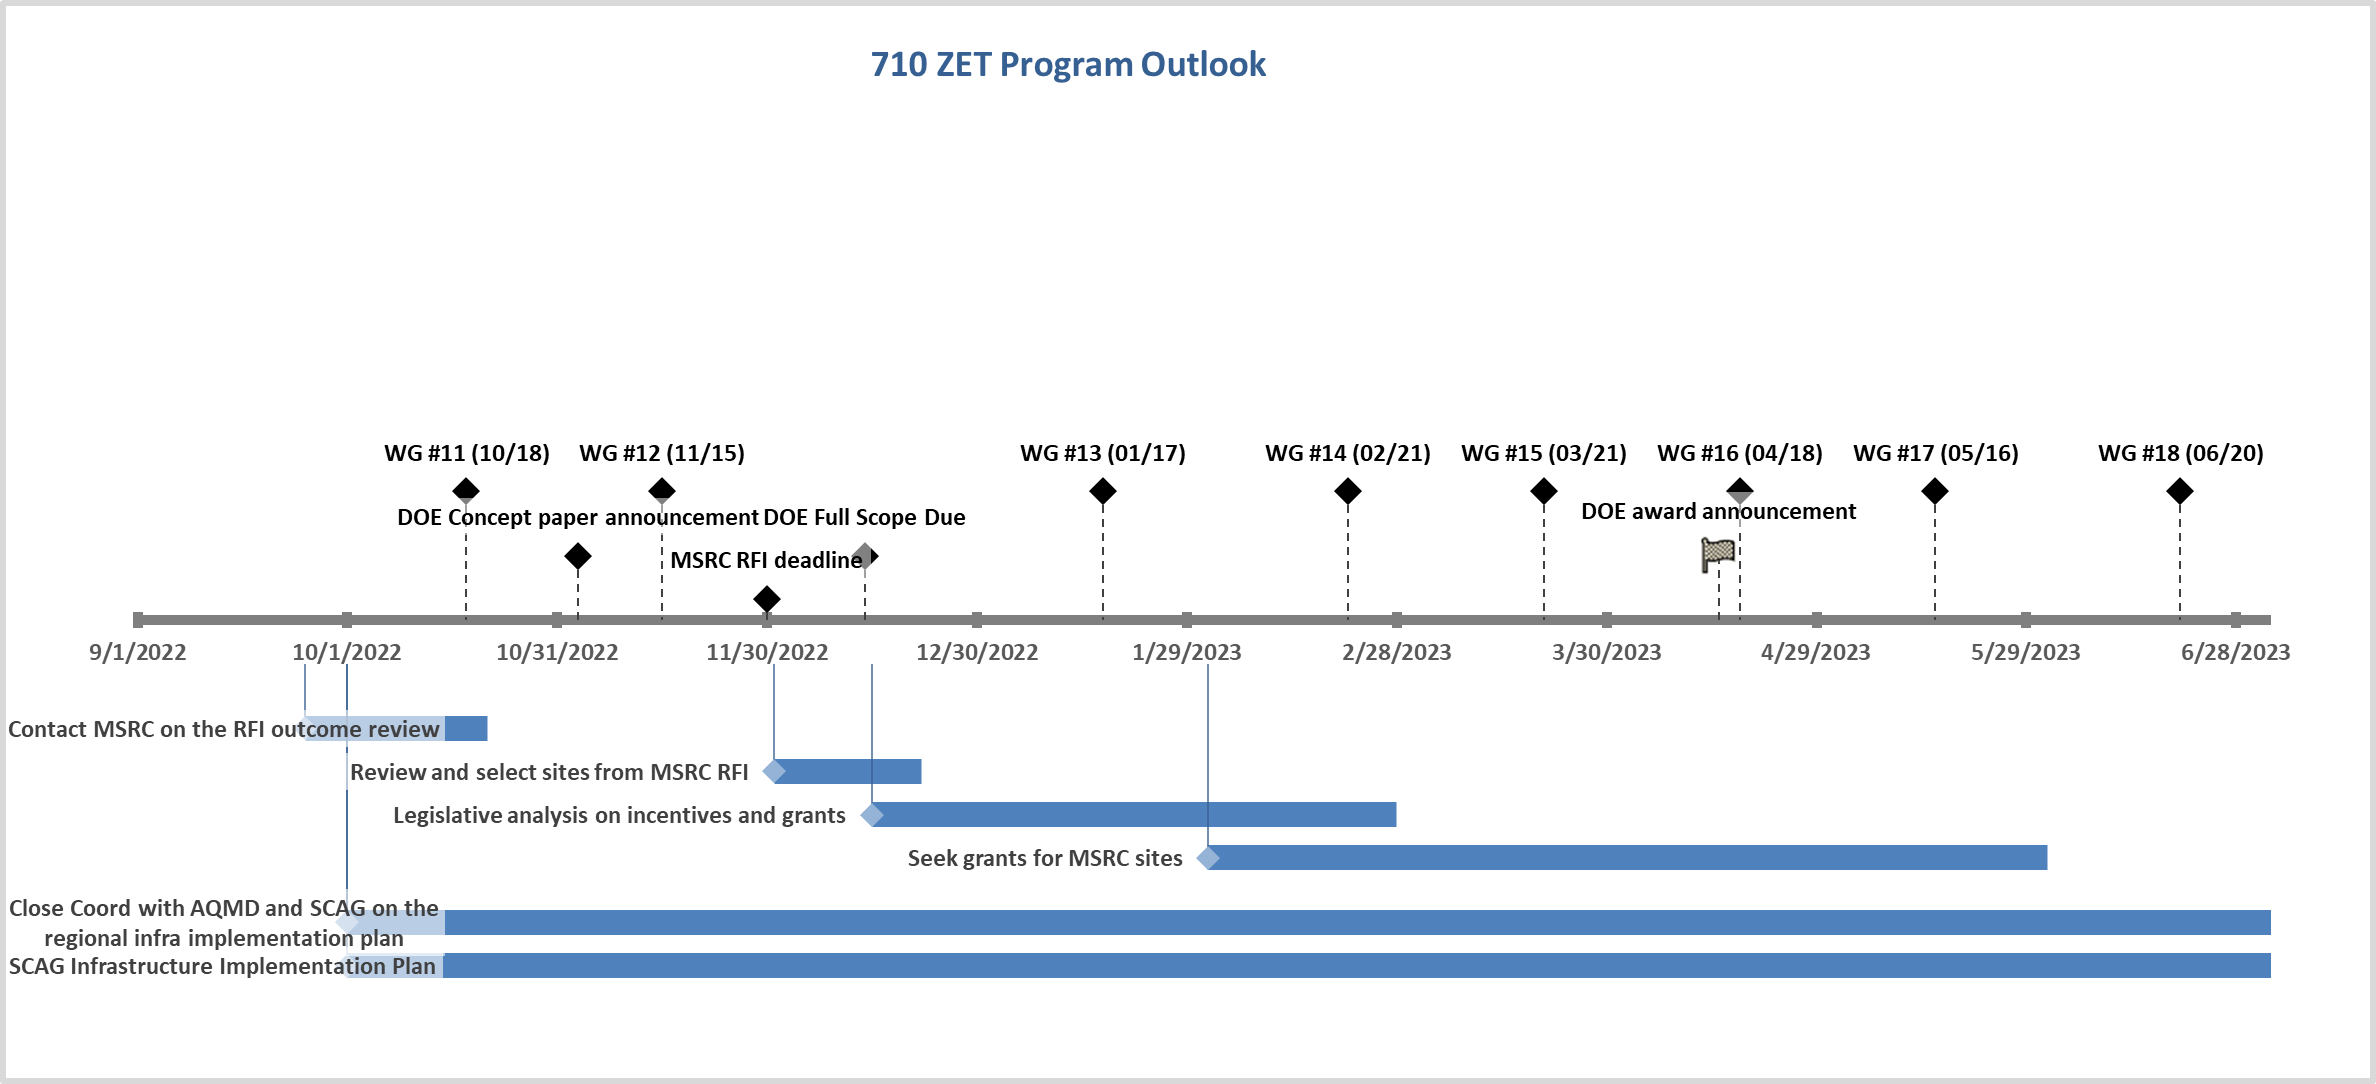 710 ZET Program Outlook
WG #11 (10/18)
WG #12 (11/15)
WG #13 (01/17)
WG #14 (02/21)
WG #15 (03/21)
WG #16 (04/18)
WG #17 (05/16)
WG #18 (06/20)
DOE Concept paper announcement
DOE Full Scope Due
DOE award announcement
MSRC RFI deadline
9/1/2022
10/1/2022
10/31/2022
11/30/2022
12/30/2022
1/29/2023
2/28/2023
3/30/2023
4/29/2023
5/29/2023
6/28/2023
Contact MSRC on the RFI outcome review
Review and select sites from MSRC RFI
Legislative analysis on incentives and grants
Seek grants for MSRC sites
Close Coord with AQMD and SCAG on the
regional infra implementation plan
SCAG Infrastructure Implementation Plan